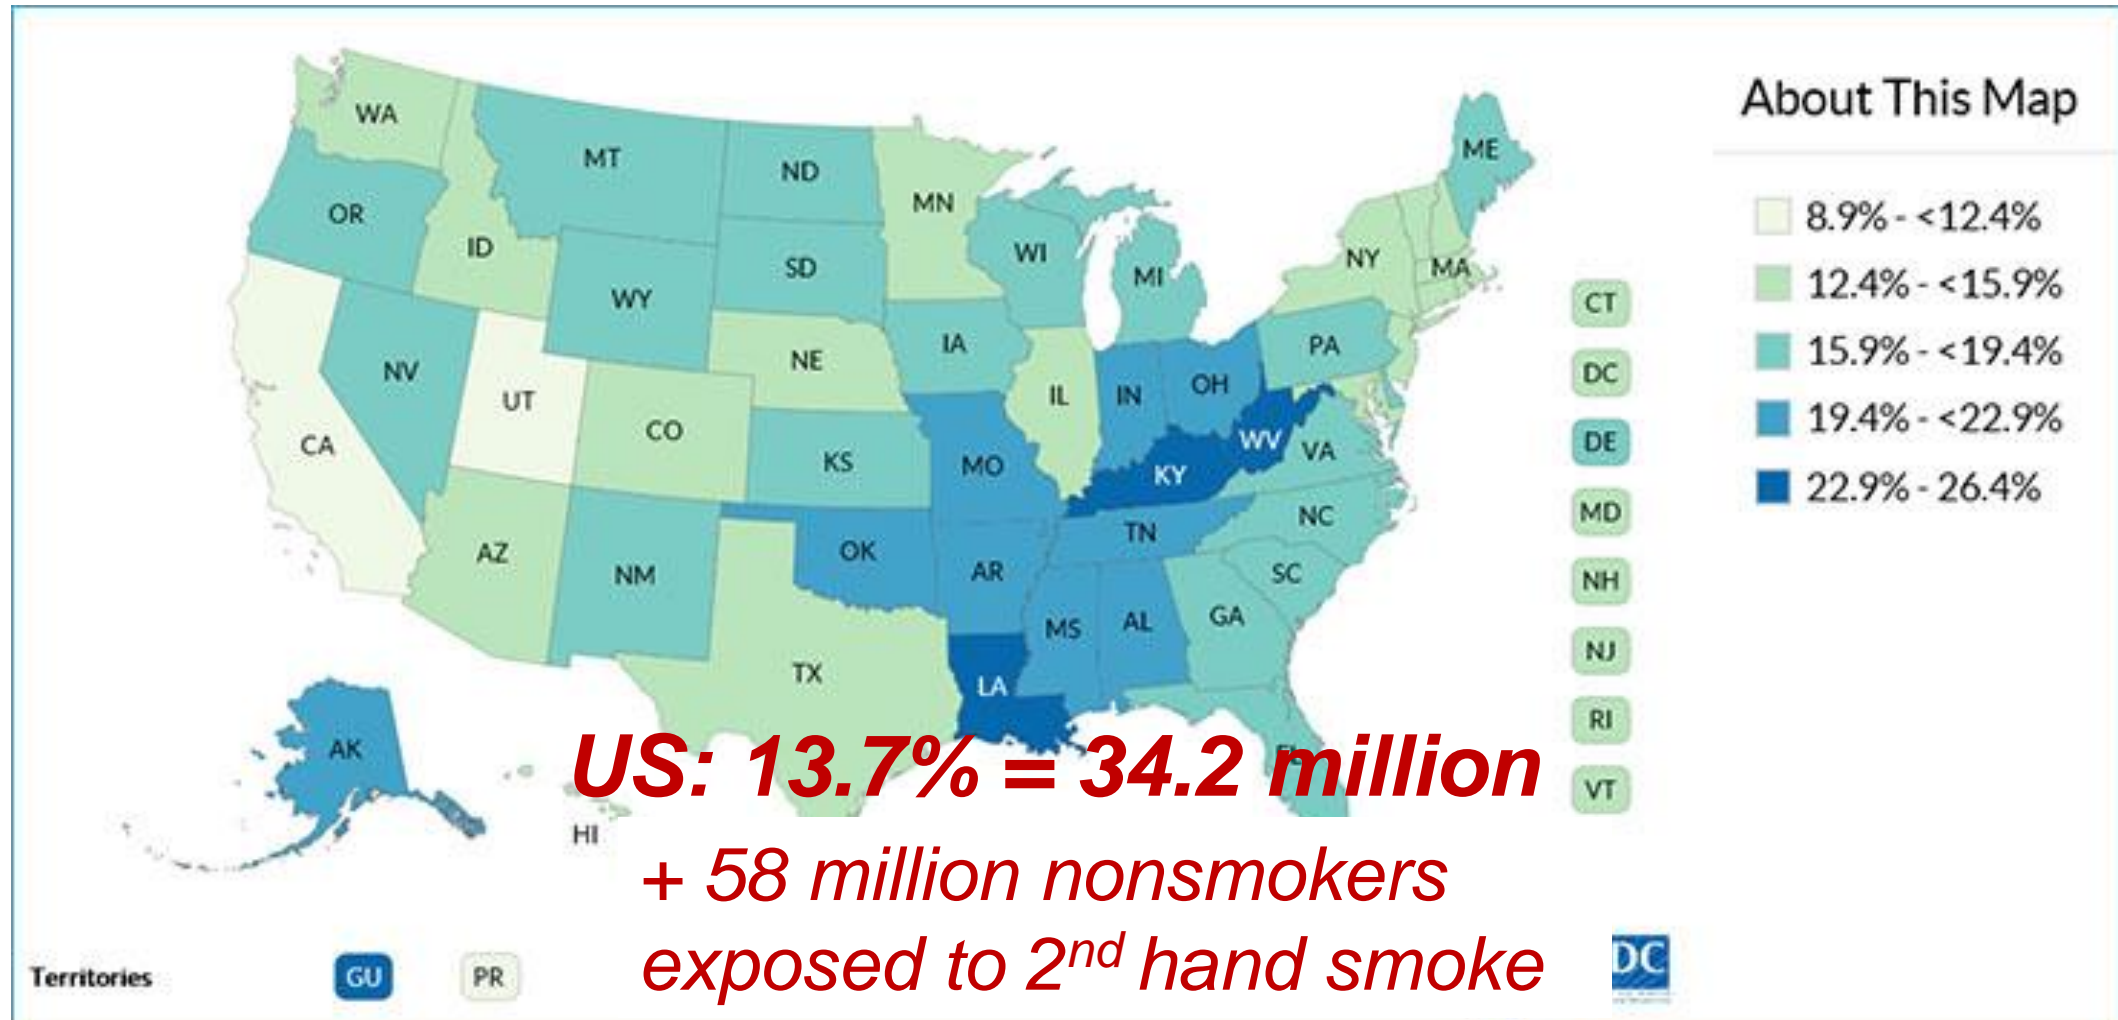 About This Map
8.9% - <12.4%
12.4% - <15.9%
15.9% - <19.4%
19.4% - <22.9%
22.9% - 26.4%
WA
MT
ND
MN
ME
OR
ID
SD
WI
MI
NY
MA
WY
IA
NE
PA
NV
UT
CO
IL
IN
OH
CA
KS
MO
KY
WV
VA
AZ
NM
OK
AR
TN
NC
SC
MS
AL
GA
TX
LA
FL
AK
HI
CT
DC
DE
MD
NH
NJ
RI
VT
US: 13.7% = 34.2 million
+ 58 million nonsmokers
exposed to 2nd hand smoke
Territories
GU
PR
DC